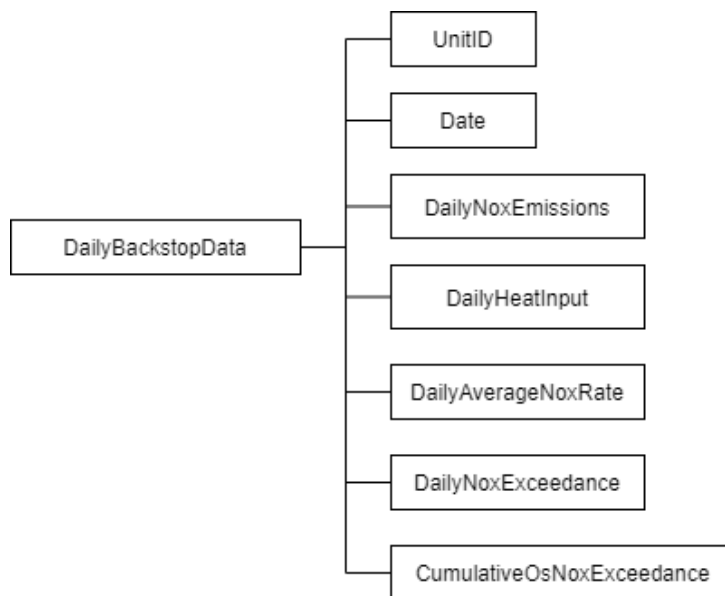 UnitID
Date
DailyNoxEmissions
DailyBackstopData
DailyHeatInput
DailyAverageNoxRate
DailyNoxExceedance
CumulativeOsNoxExceedance